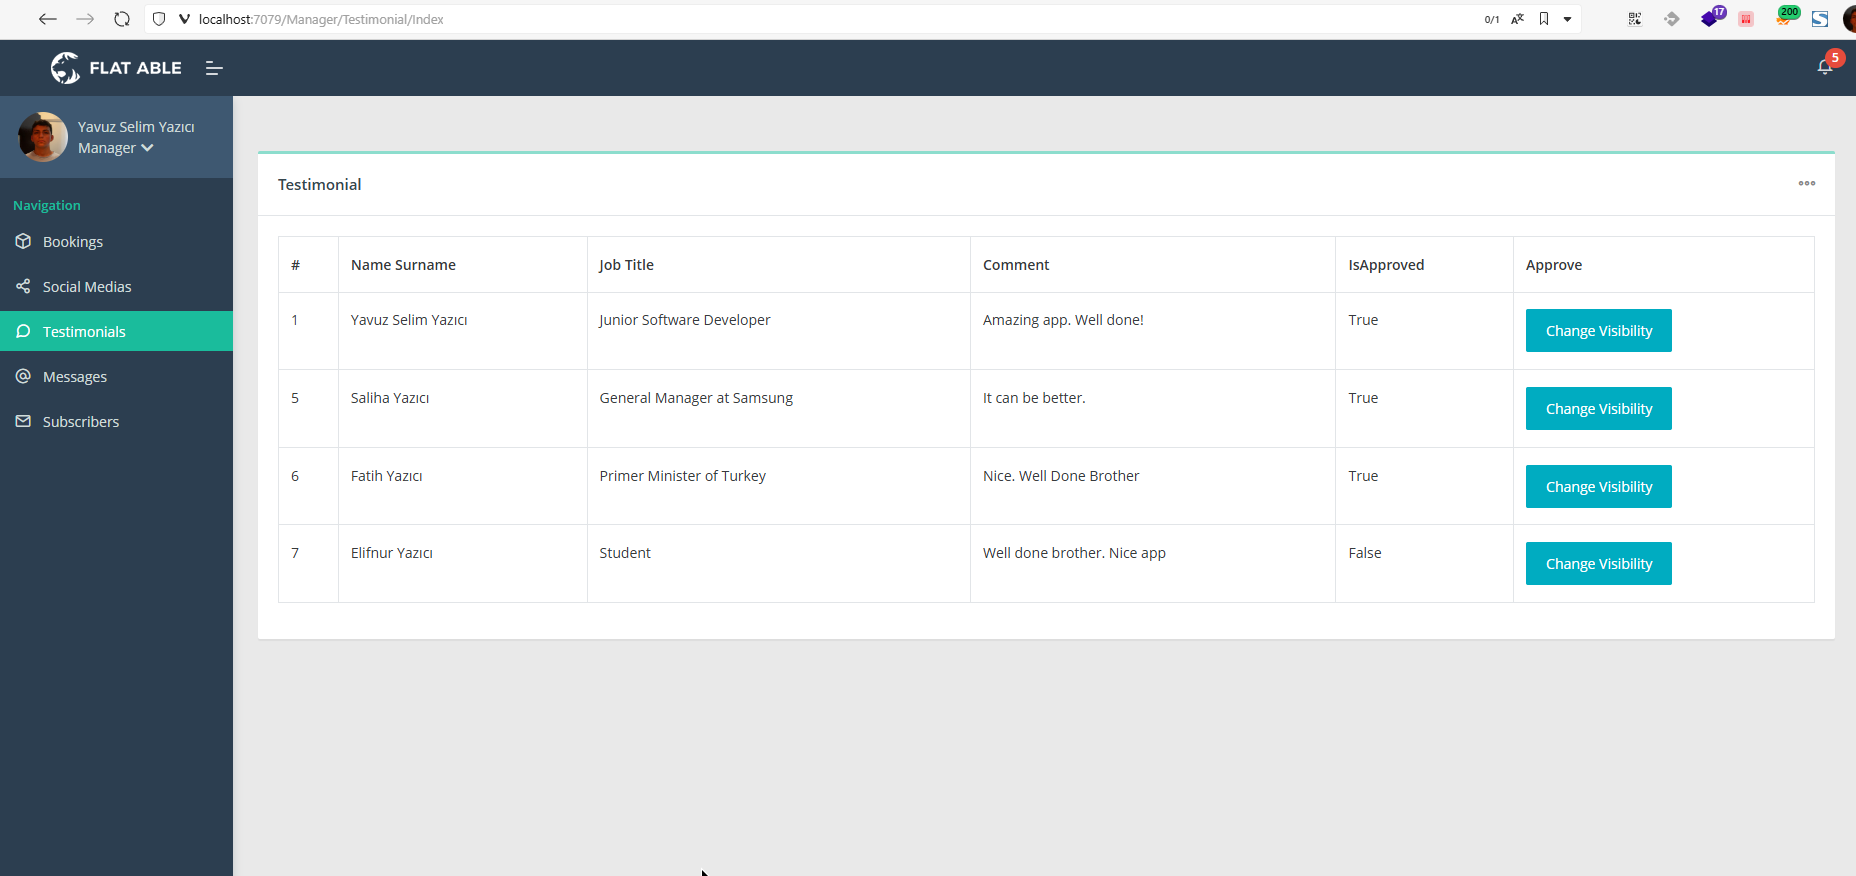 localhost:7079/Manager/Testimonial/Index
0/1
17
200
FLAT ABLE
5
Yavuz Selim Yazıcı
Manager
Navigation
Bookings
Social Medias
Testimonials
Messages
Subscribers
Testimonial
# Name Surname Job Title Comment IsApproved Approve
1 Yavuz Selim Yazıcı Junior Software Developer Amazing app. Well done! True Change Visibility
5 Saliha Yazıcı General Manager at Samsung It can be better. True Change Visibility
6 Fatih Yazıcı Primer Minister of Turkey Nice. Well Done Brother True Change Visibility
7 Elifnur Yazıcı Student Well done brother. Nice app False Change Visibility